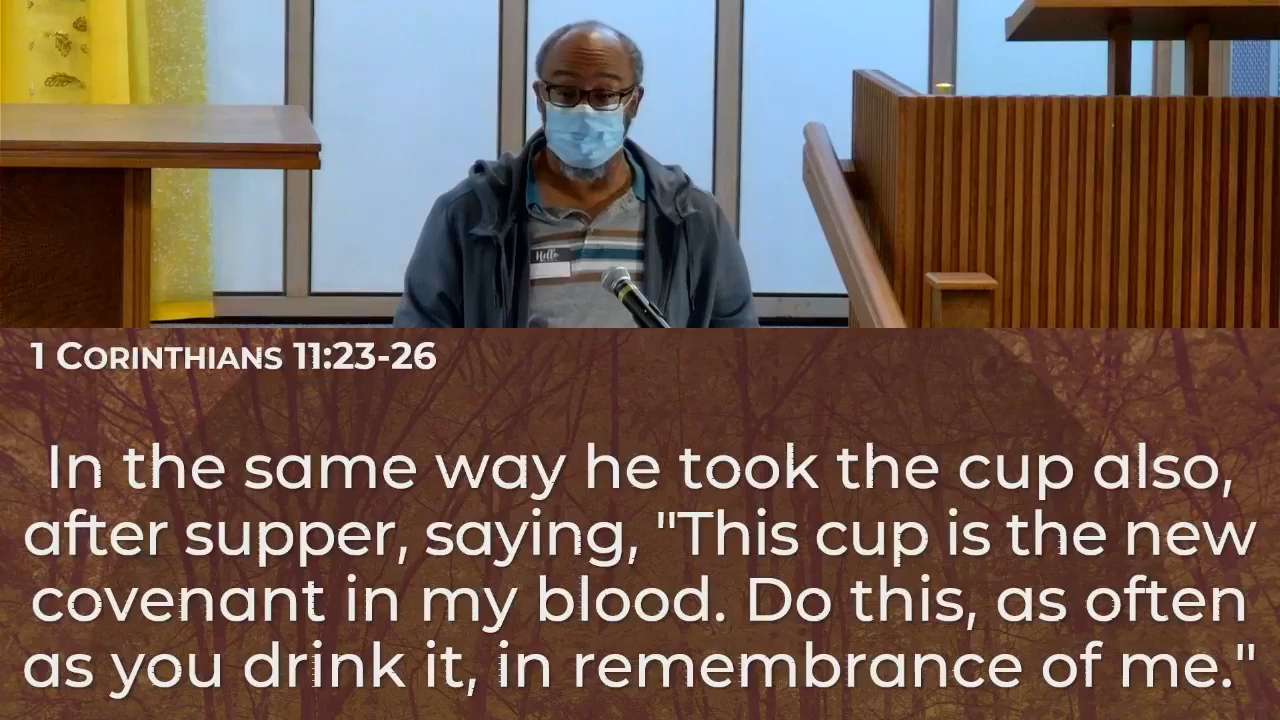 Hello
1 Corinthians 11:23-26
In the same way he took the cup also,
after supper, saying, "This cup is the new
covenant in my blood. Do this, as often
as you drink it, in remembrance of me."